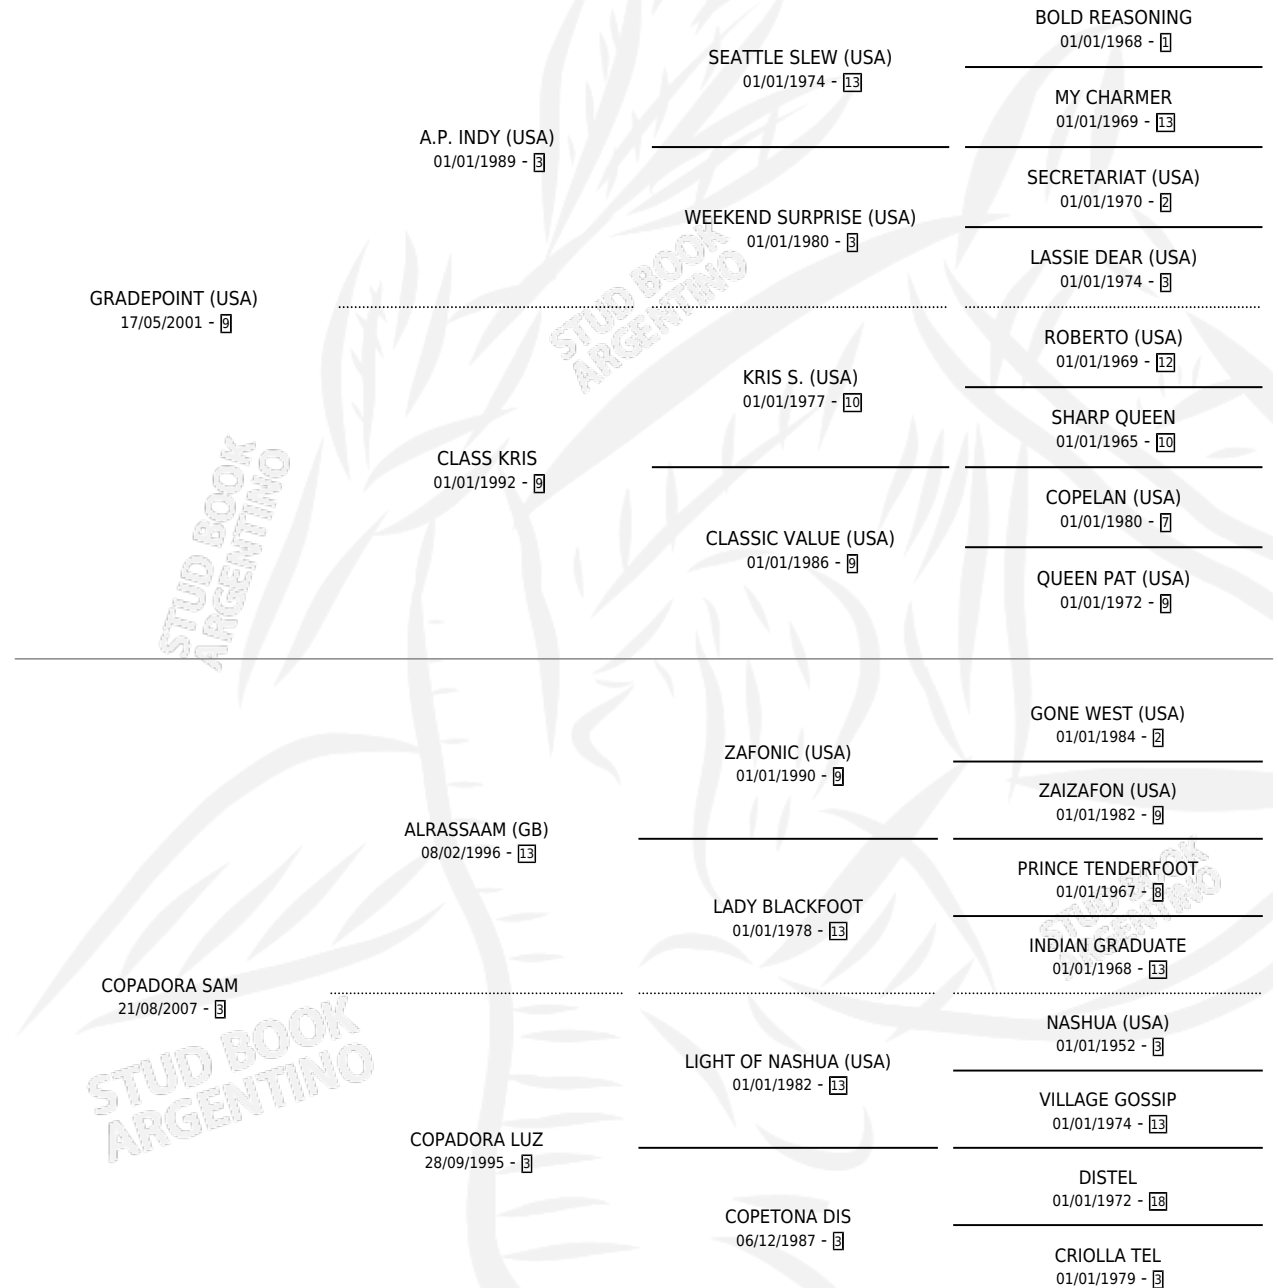 BOLD REASONING
01/01/1968 - 1
SEATTLE SLEW (USA)
01/01/1974 - 13
MY CHARMER
01/01/1969 - 13
A.P. INDY (USA)
01/01/1989 - 3
SECRETARIAT (USA)
01/01/1970 - 2
WEEKEND SURPRISE (USA)
01/01/1980 - 3
LASSIE DEAR (USA)
01/01/1974 - 3
GRADEPOINT (USA)
17/05/2001 - 9
ROBERTO (USA)
01/01/1969 - 12
KRIS S. (USA)
01/01/1977 - 10
SHARP QUEEN
01/01/1965 - 10
CLASS KRIS
01/01/1992 - 9
COPELAN (USA)
01/01/1980 - 7
CLASSIC VALUE (USA)
01/01/1986 - 9
QUEEN PAT (USA)
01/01/1972 - 9
GONE WEST (USA)
01/01/1984 - 2
ZAFONIC (USA)
01/01/1990 - 9
ZAIZAFON (USA)
01/01/1982 - 9
ALRASSAAM (GB)
08/02/1996 - 13
PRINCE TENDERFOOT
01/01/1967 - 8
LADY BLACKFOOT
01/01/1978 - 13
INDIAN GRADUATE
01/01/1968 - 13
COPADORA SAM
21/08/2007 - 3
NASHUA (USA)
01/01/1952 - 3
LIGHT OF NASHUA (USA)
01/01/1982 - 13
VILLAGE GOSSIP
01/01/1974 - 13
COPADORA LUZ
28/09/1995 - 3
DISTEL
01/01/1972 - 18
COPETONA DIS
06/12/1987 - 3
CRIOLLA TEL
01/01/1979 - 3
STUD BOOK
ARGENTINO
STUD BOOK
ARGENTINO
STUD BOOK
ARGENTINO
STUD BOOK
ARGENTINO